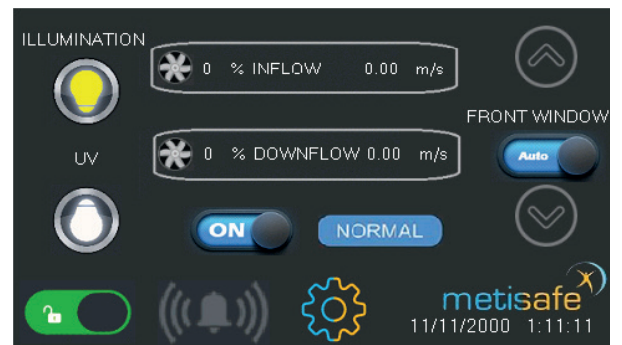 ILLUMINATION
0 % INFLOW 0.00 m/s
FRONT WINDOW
UV
0 % DOWNFLOW 0.00 m/s
Auto
ON
NORMAL
metisafe
11/11/2000 1:11:11